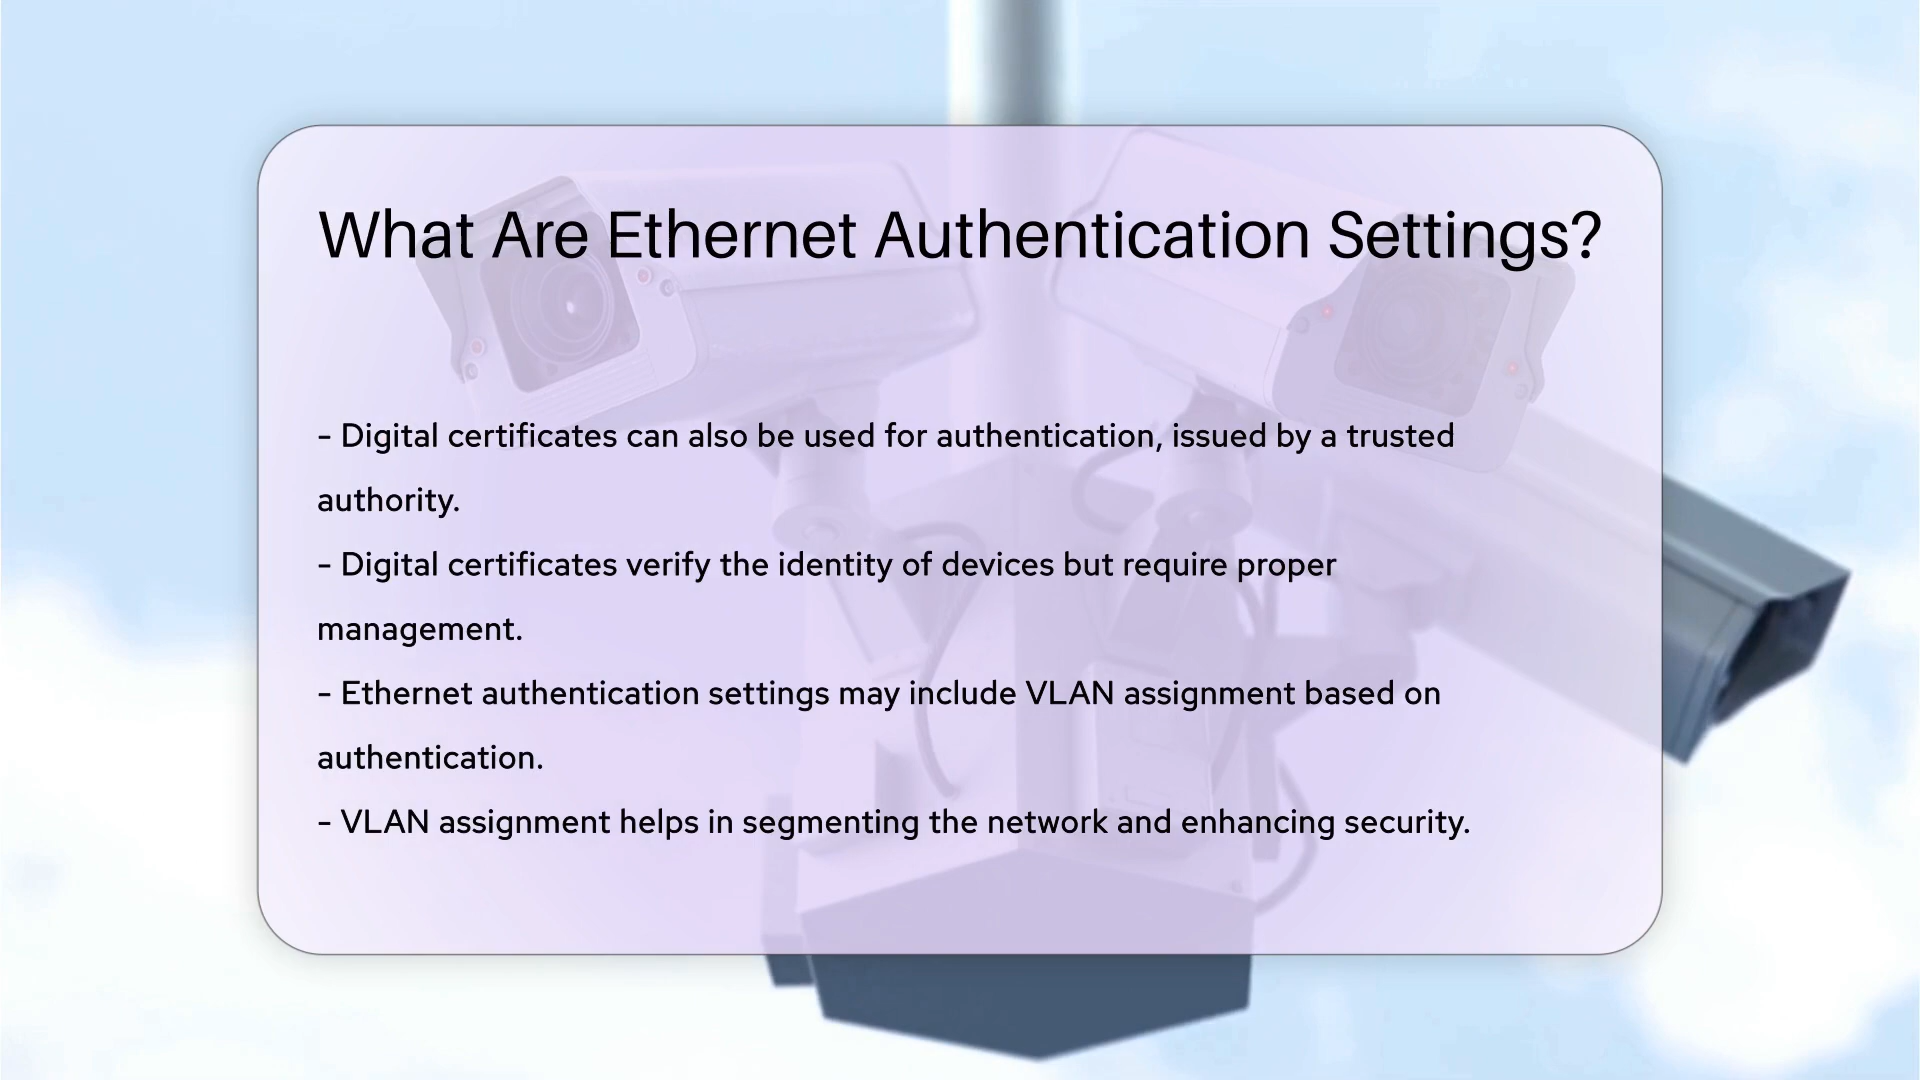 What Are Ethernet Authentication Settings?
- Digital certificates can also be used for authentication, issued by a trusted
authority.
- Digital certificates verify the identity of devices but require proper
management.
- Ethernet authentication settings may include VLAN assignment based on
authentication.
- VLAN assignment helps in segmenting the network and enhancing security.